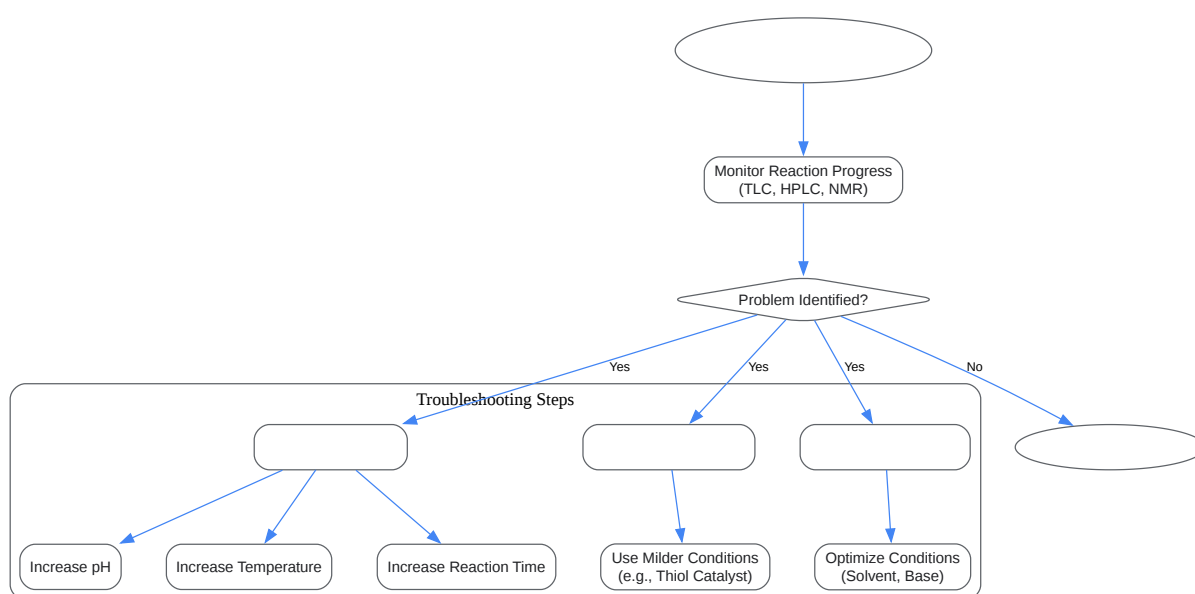 Monitor Reaction Progress
(TLC, HPLC, NMR)
Problem Identified?
Yes
Yes
Yes
No
Troubleshooting Steps
Increase pH
Increase Temperature
Increase Reaction Time
Use Milder Conditions
(e.g., Thiol Catalyst)
Optimize Conditions
(Solvent, Base)